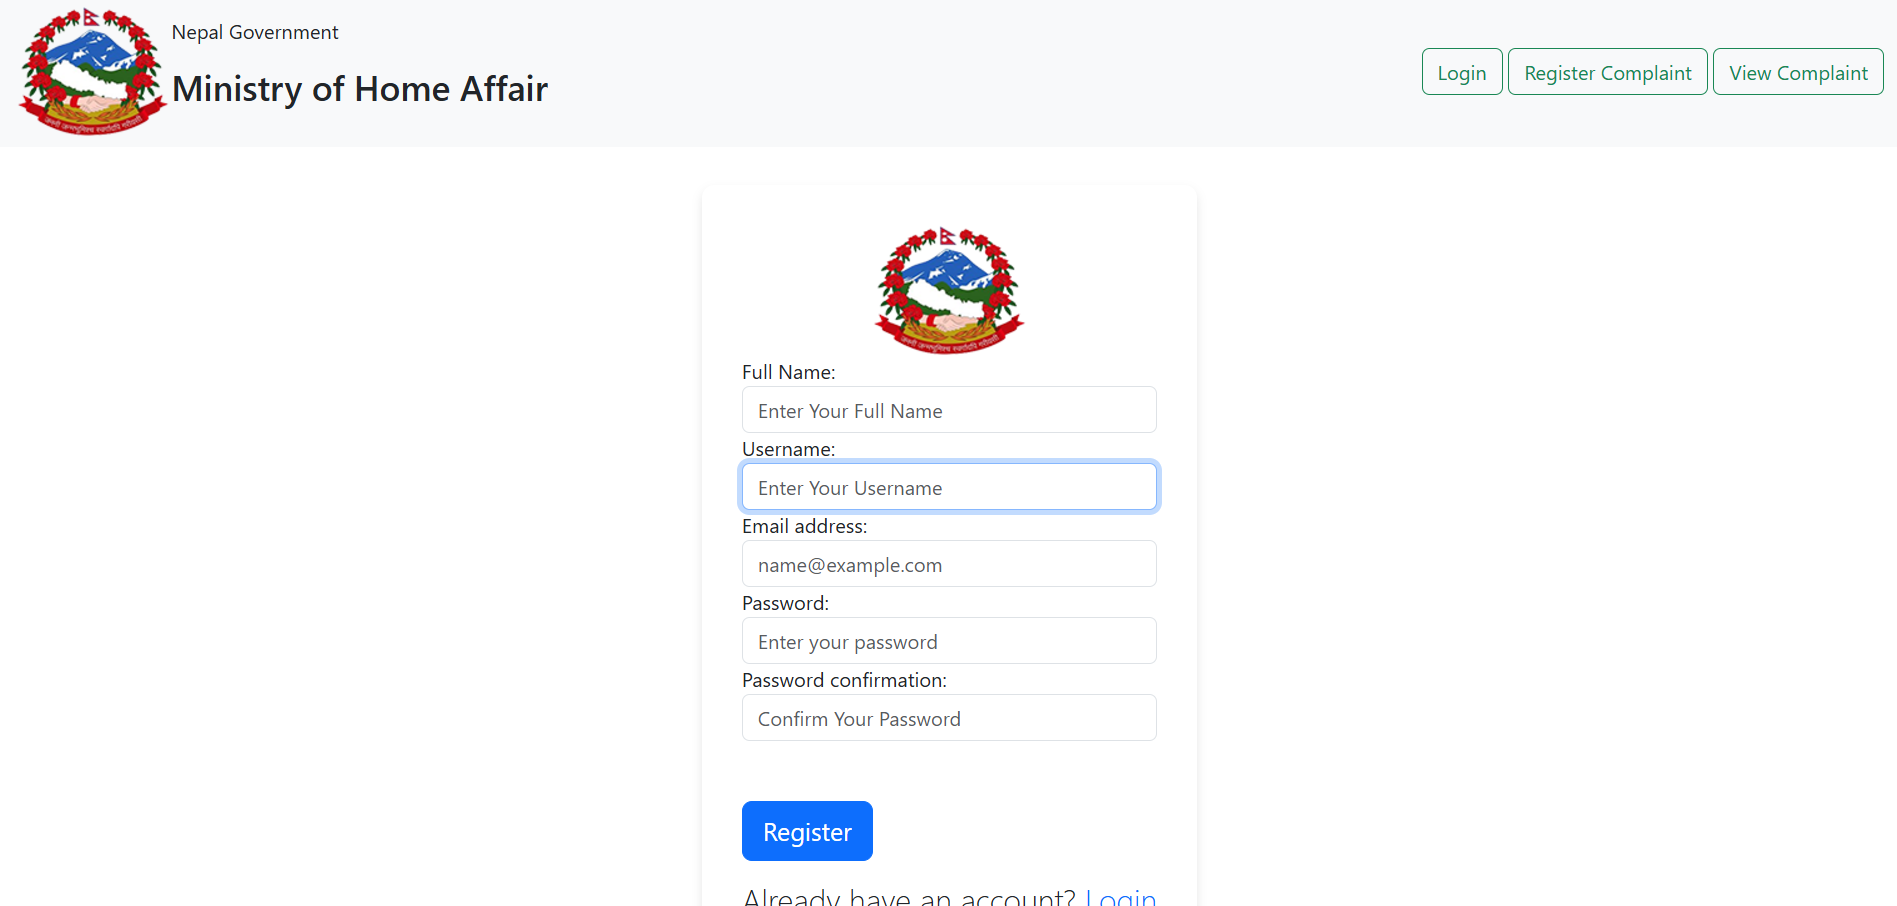 Nepal Government
Ministry of Home Affair
Login
Register Complaint
View Complaint
Full Name:
Enter Your Full Name
Username:
Enter Your Username
Email address:
name@example.com
Password:
Enter your password
Password confirmation:
Confirm Your Password
Register
Already have an account? Login